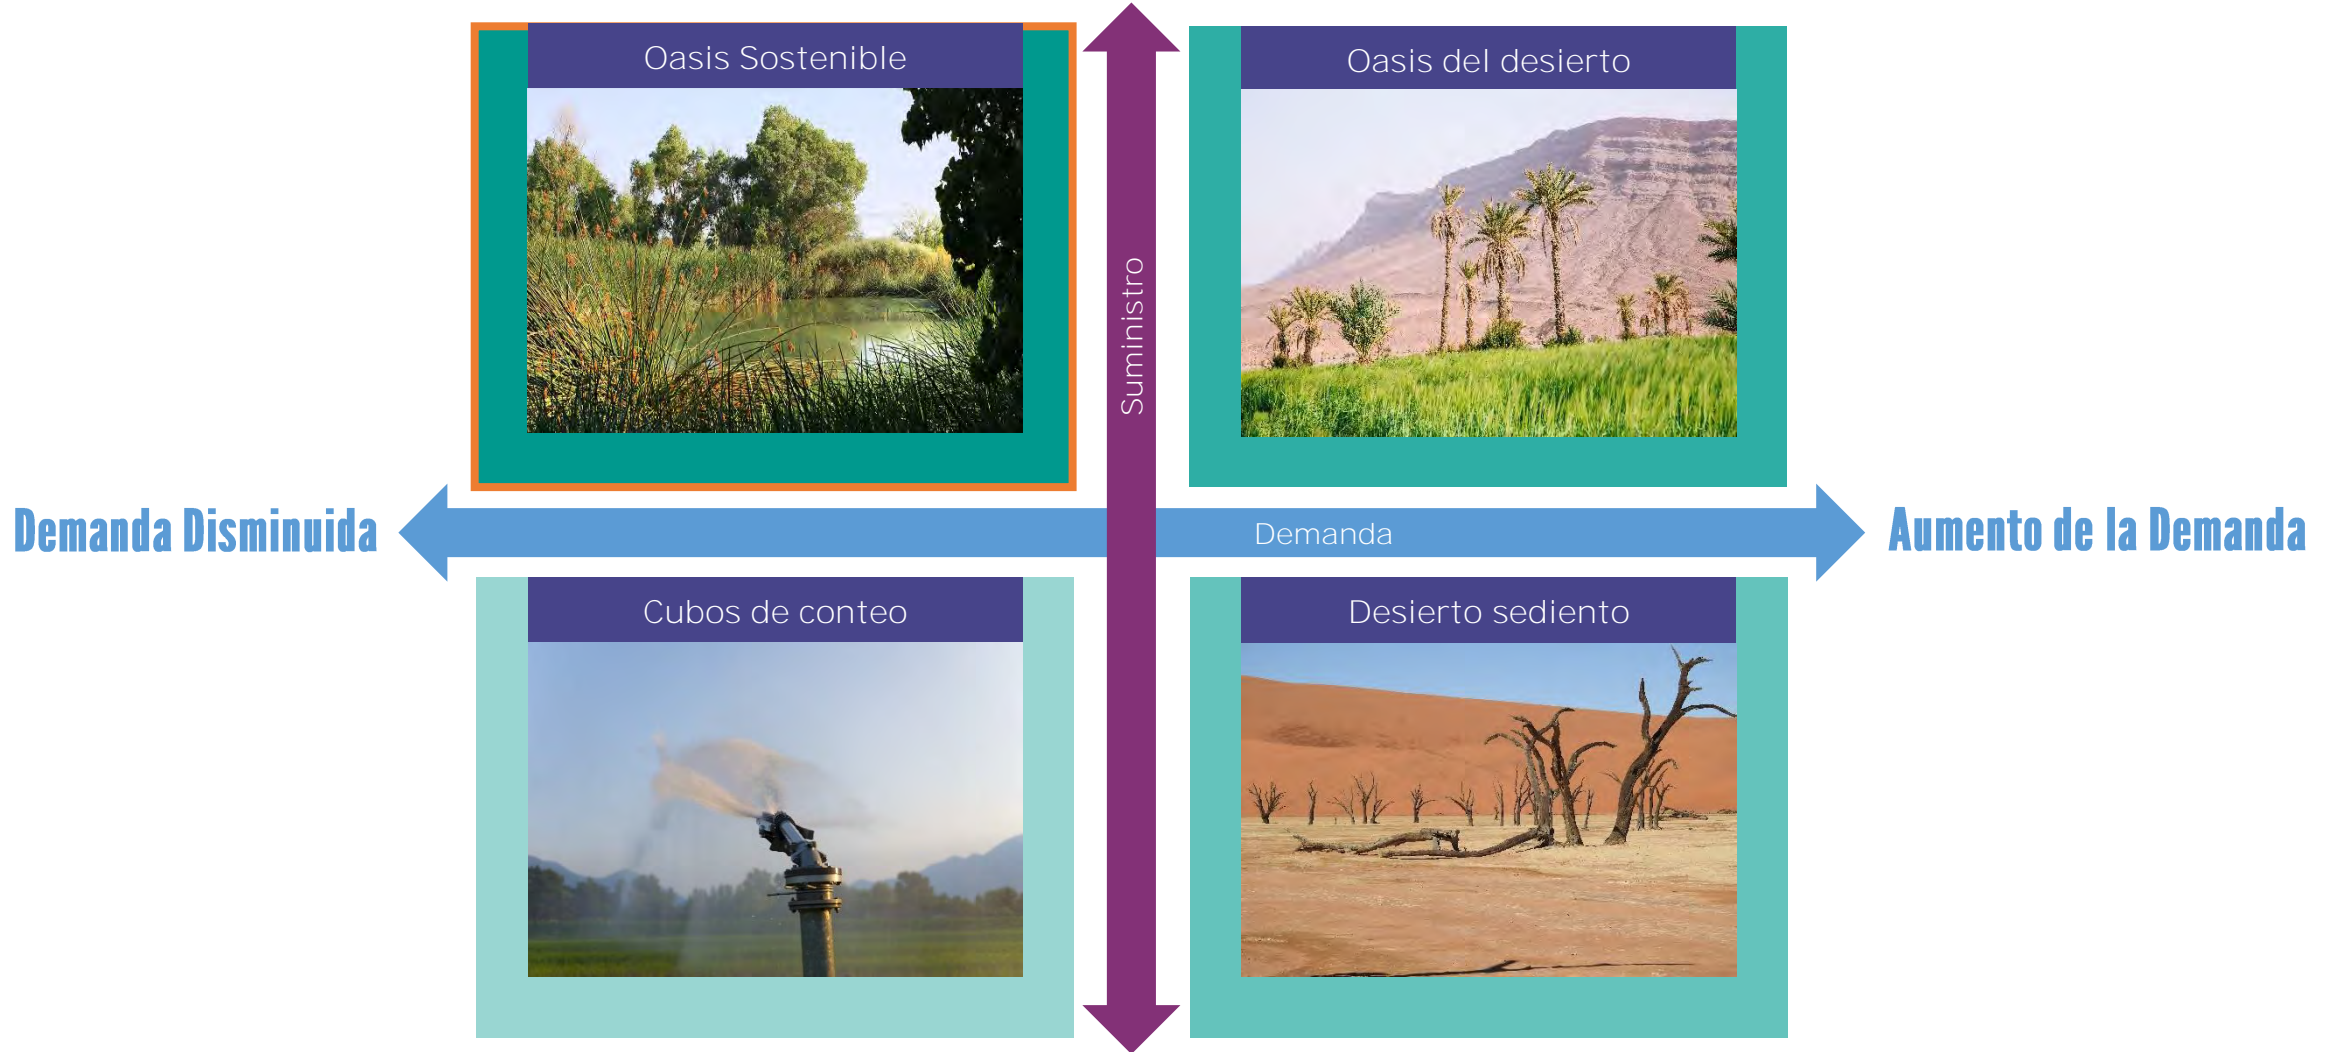 Oasis Sostenible
Oasis del desierto
Suministro
Demanda Disminuida
Demanda
Aumento de la Demanda
Cubos de conteo
Desierto sediento